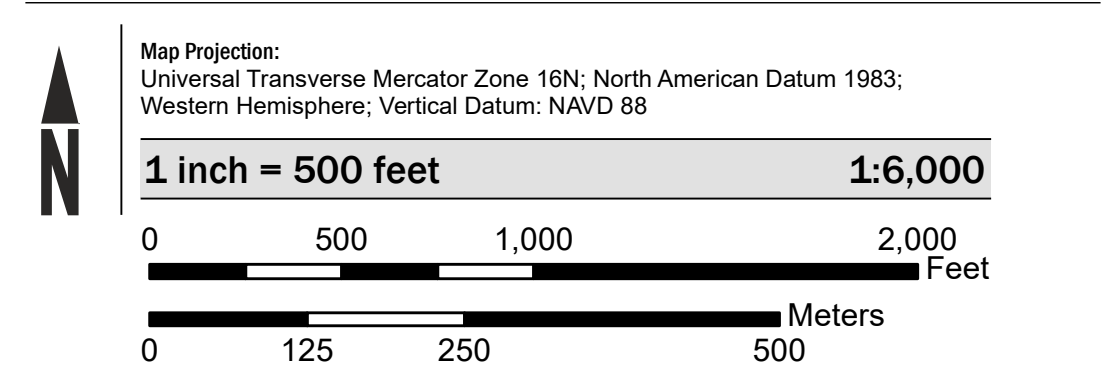 Map Projection:
Universal Transverse Mercator Zone 16N; North American Datum 1983;
Western Hemisphere; Vertical Datum: NAVD 88
N
1 inch = 500 feet 1:6,000
0 500 1,000 2,000
Feet
Meters
0 125 250 500